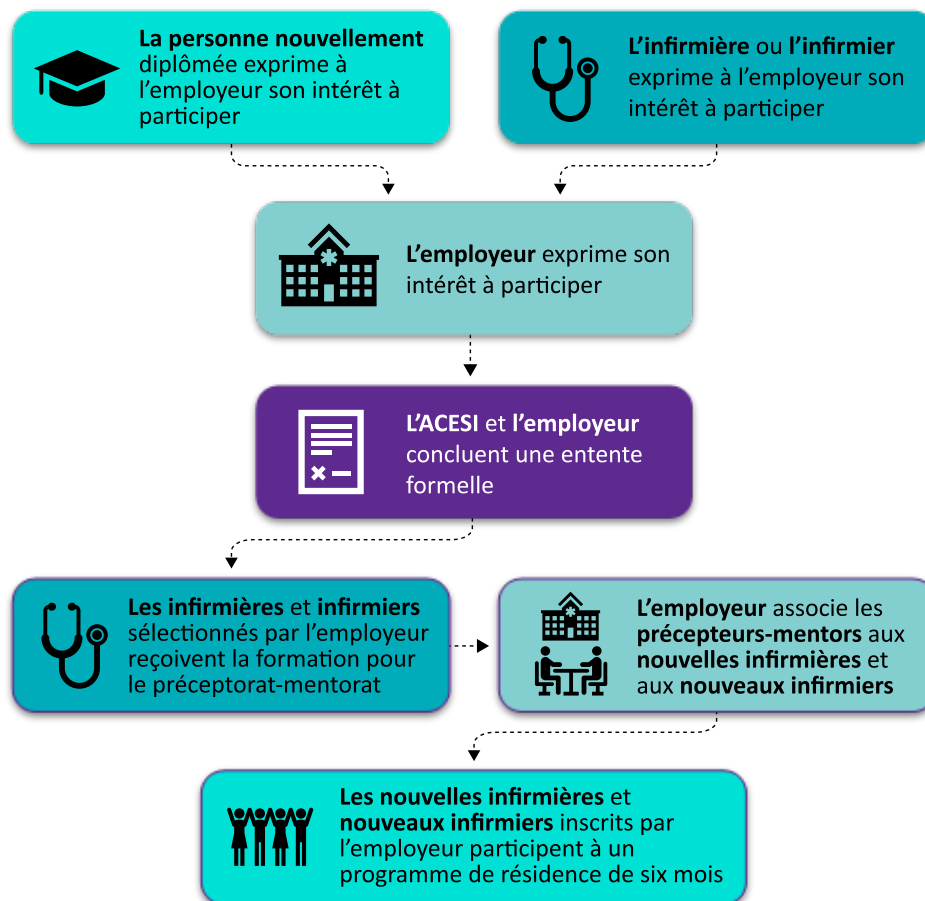 La personne nouvellement
diplômée exprime à
l'employeur son intérêt à
participer
L'infirmière ou l'infirmier
exprime à l'employeur son
intérêt à participer
L'employeur exprime son
intérêt à participer
L'ACESI et l'employeur
concluent une entente
formelle
Les infirmières et infirmiers
sélectionnés par l'employeur
reçoivent la formation pour
le préceptorat-mentorat
L'employeur associe les
précepteurs-mentors aux
nouvelles infirmières et
aux nouveaux infirmiers
Les nouvelles infirmières et
nouveaux infirmiers inscrits par
l'employeur participent à un
programme de résidence de six mois